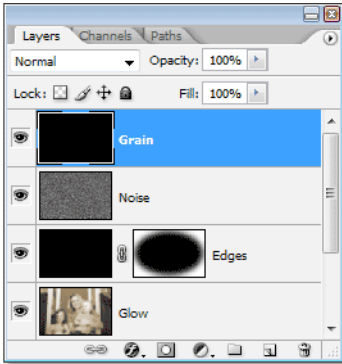 Layers Channels Paths
Normal Opacity: 100%
Lock: Fill: 100%
Grain
Noise
Edges
Glow